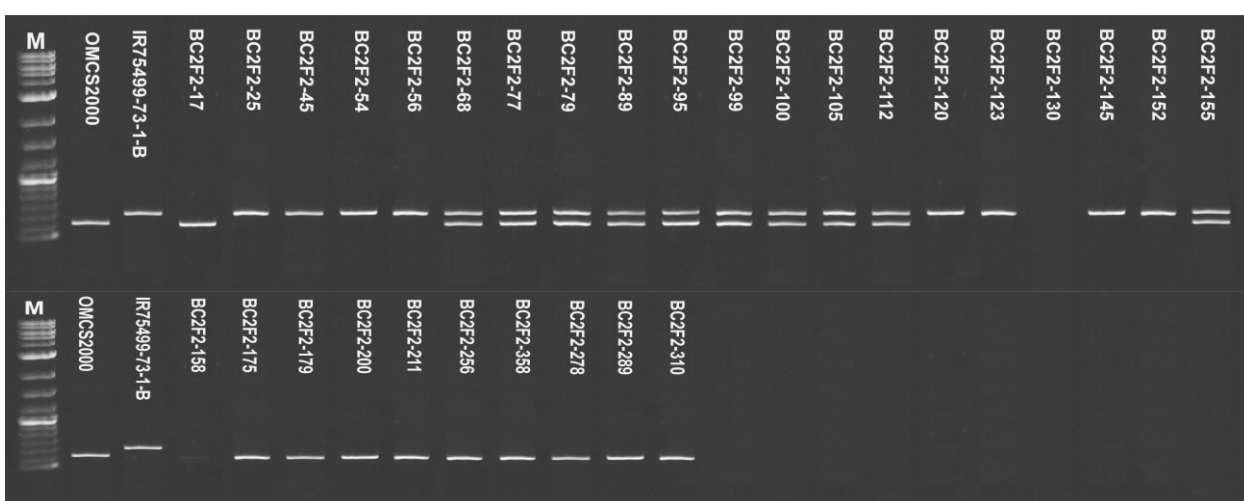 M
OMCS2000
IR75499-73-1-B
BC2F2-17
BC2F2-25
BC2F2-45
BC2F2-54
BC2F2-56
BC2F2-68
BC2F2-77
BC2F2-79
BC2F2-89
BC2F2-95
BC2F2-99
BC2F2-100
BC2F2-105
BC2F2-112
BC2F2-120
BC2F2-123
BC2F2-130
BC2F2-145
BC2F2-152
BC2F2-155
M
OMCS2000
IR75499-73-1-B
BC2F2-158
BC2F2-175
BC2F2-179
BC2F2-200
BC2F2-211
BC2F2-256
BC2F2-358
BC2F2-278
BC2F2-289
BC2F2-310